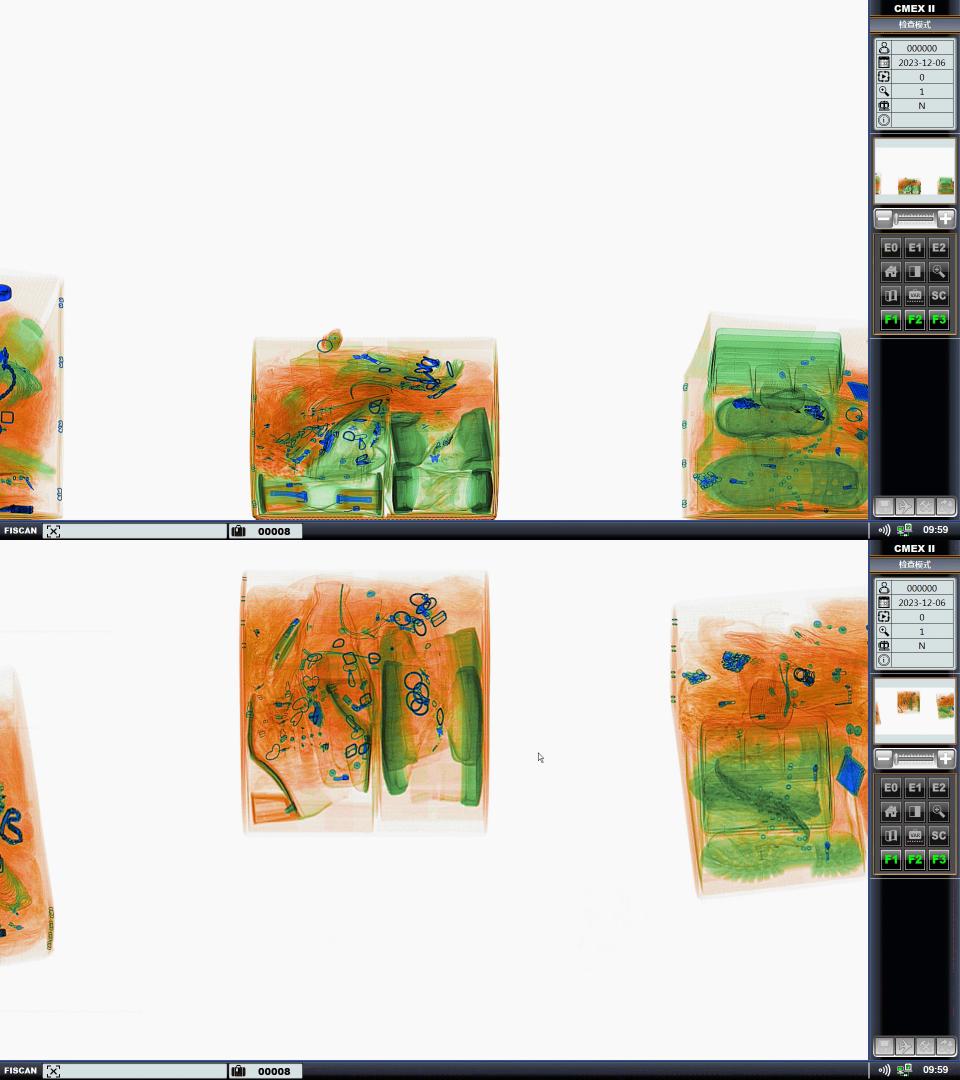 CMEX II
检查模式
000000
2023-12-06
0
1
N
E0 E1 E2
VAR SC
F1 F2 F3
FISCAN 00008 09:59
CMEX II
检查模式
000000
2023-12-06
0
1
N
E0 E1 E2
VAR SC
F1 F2 F3
FISCAN 00008 09:59